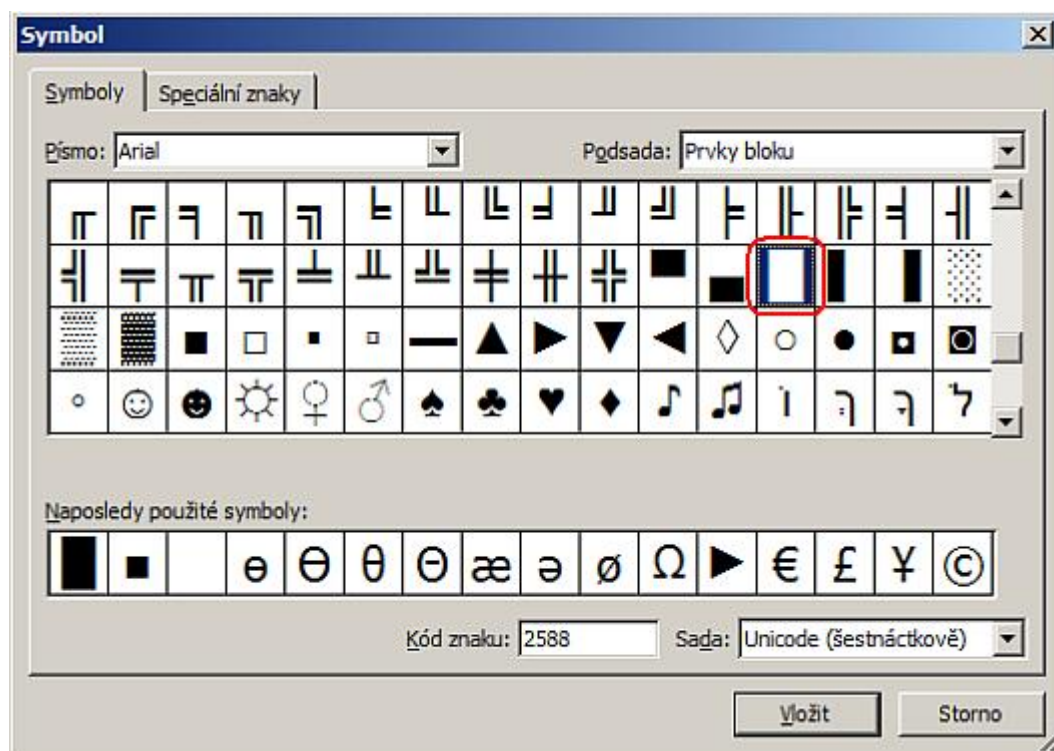 Symbol
Symboly Speciální znaky
Písmo: Arial Podsada: Prvky bloku
╓ ╔ ╕ ╖ ╗ ╘ ╙ ╚ ╛ ╜ ╝ ╞ ╟ ╠ ╡ ╢
╣ ╤ ╥ ╦ ╧ ╨ ╩ ╪ ╫ ╬ ▀ ▄ █ ▌ ▐ ░
▒ ▓ ■ □ ▪ ▫ ▬ ▲ ► ▼ ◄ ◊ ○ ● ◘ ◙
◦ ☺ ☻ ☼ ♀ ♂ ♠ ♣ ♥ ♦ ♪ ♫
Naposledy použité symboly:
█ ■ ɵ Ɵ θ Θ æ ə ø Ω ► € £ ¥ ©
Kód znaku: 2588 Sada: Unicode (šestnáctkově)
Vložit Storno